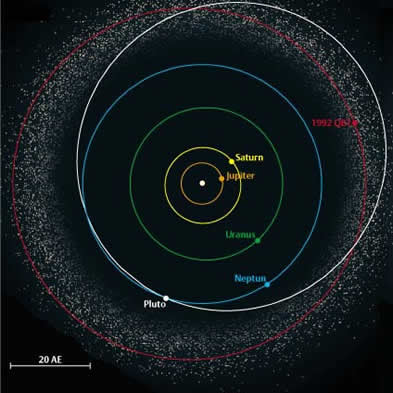 1992 QB1
Saturn
Jupiter
Uranus
Neptun
Pluto
20 AE